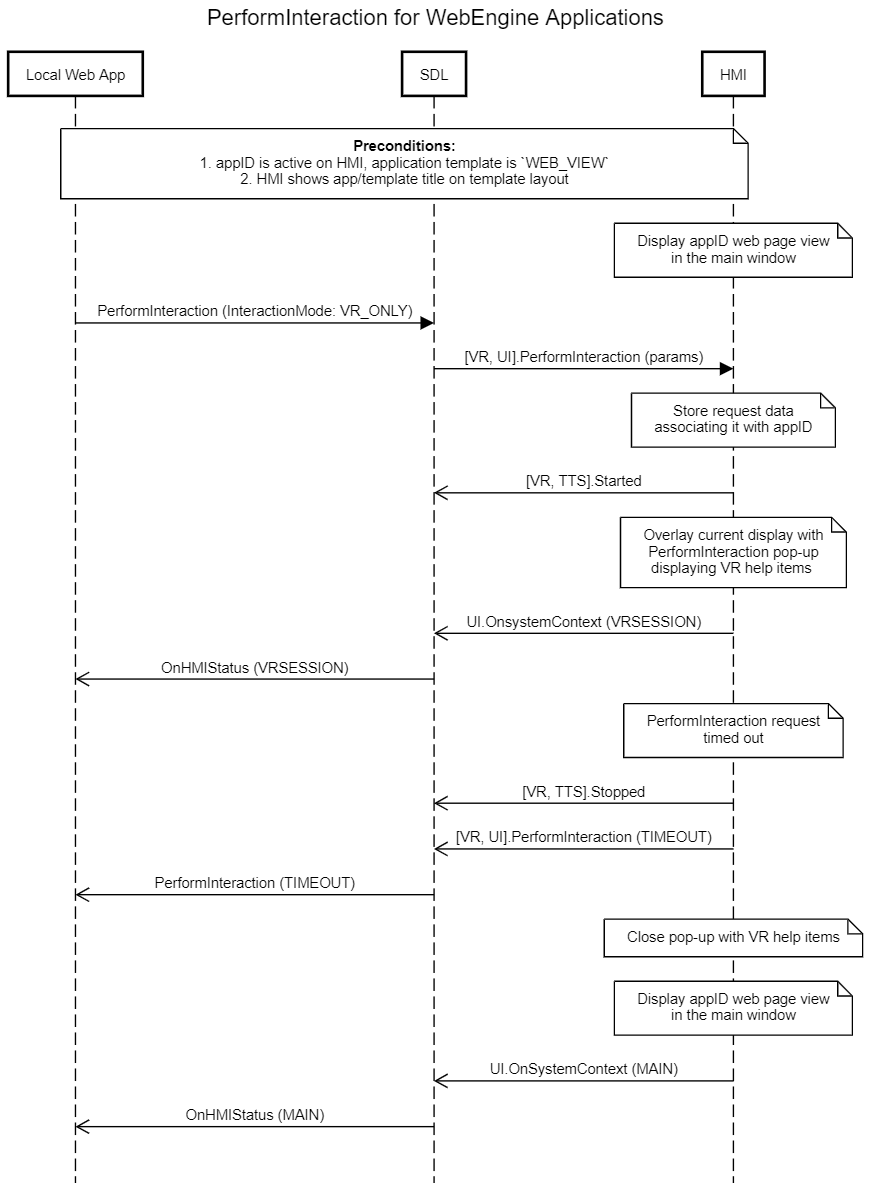 PerformInteraction for WebEngine Applications
Local Web App
SDL
HMI
Preconditions:
1. appID is active on HMI, application template is `WEB_VIEW`
2. HMI shows app/template title on template layout
Display appID web page view
in the main window
PerformInteraction (InteractionMode: VR_ONLY)
[VR, UI].PerformInteraction (params)
Store request data
associating it with appID
[VR, TTS].Started
Overlay current display with
PerformInteraction pop-up
displaying VR help items
UI.OnsystemContext (VRSESSION)
OnHMIStatus (VRSESSION)
PerformInteraction request
timed out
[VR, TTS].Stopped
[VR, UI].PerformInteraction (TIMEOUT)
PerformInteraction (TIMEOUT)
Close pop-up with VR help items
Display appID web page view
in the main window
UI.OnSystemContext (MAIN)
OnHMIStatus (MAIN)